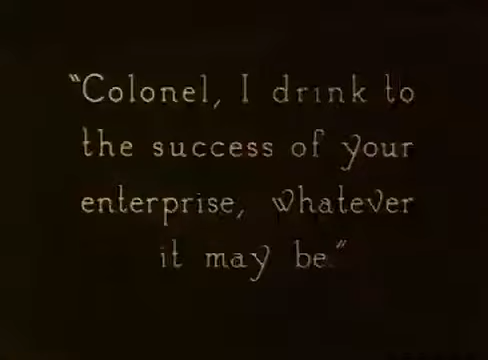 "Colonel, I drink to
the success of your
enterprise, whatever
it may be."